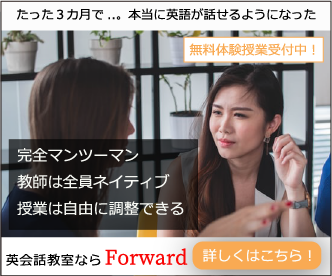 たった３カ月で…。本当に英語が話せるようになった
無料体験授業受付中！
完全マンツーマン
教師は全員ネイティブ
授業は自由に調整できる
英会話教室なら Forward
詳しくはこちら！